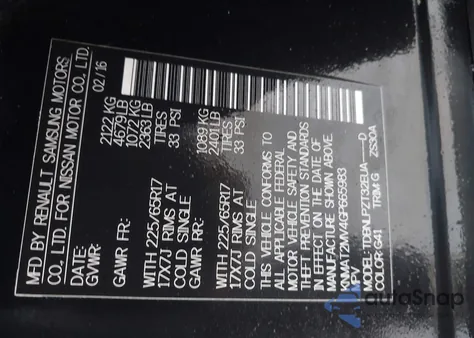 MFD BY RENAULT SAMSUNG MOTORS
CO., LTD. FOR NISSAN MOTOR CO., LTD.
DATE: 02/16
GVWR: 2122 KG
4679 LB
GAWR FR: 1072 KG
2363 LB
WITH 225/65R17 TIRES
17X7J RIMS AT 33 PSI
COLD SINGLE
GAWR RR: 1089 KG
2401 LB
WITH 225/65R17 TIRES
17X7J RIMS AT 33 PSI
COLD SINGLE
THIS VEHICLE CONFORMS TO
ALL APPLICABLE FEDERAL
MOTOR VEHICLE SAFETY AND
THEFT PREVENTION STANDARDS
IN EFFECT ON THE DATE OF
MANUFACTURE SHOWN ABOVE.
KNMAT2MV4GP665983
MPV
COLOR: G41 TRIM G
autoSnap